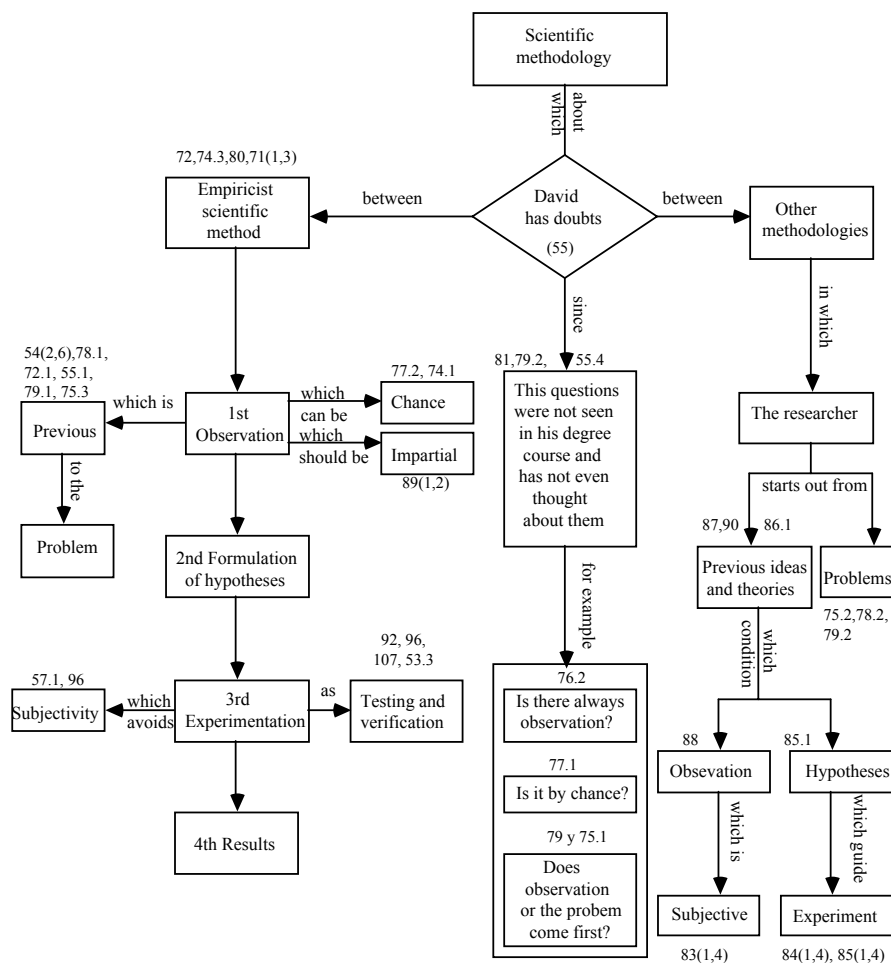 Scientific
methodology
about
which
72,74.3,80,71(1,3)
Empiricist
scientific
method
between
David
has doubts
(55)
between
Other
methodologies
since
in which
54(2,6),78.1,
72.1, 55.1,
79.1, 75.3
Previous
which is
1st
Observation
which
can be
77.2, 74.1
Chance
which
should be
Impartial
89(1,2)
to the
Problem
81,79.2,
55.4
This questions
were not seen
in his degree
course and
has not even
thought
about them
The researcher
starts out from
87,90
86.1
Previous ideas
and theories
Problems
75.2,78.2,
79.2
2nd Formulation
of hypotheses
for example
which
condition
57.1, 96
Subjectivity
which
avoids
3rd
Experimentation
as
92, 96,
107, 53.3
Testing and
verification
76.2
Is there always
observation?
77.1
Is it by chance?
79 y 75.1
Does
observation
or the probem
come first?
88
Obsevation
85.1
Hypotheses
4th Results
which is
which guide
Subjective
83(1,4)
Experiment
84(1,4), 85(1,4)